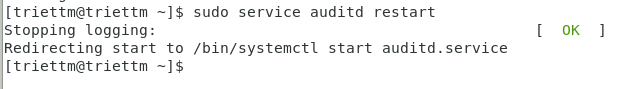 [triettm@triettm ~]$ sudo service auditd restart
Stopping logging:                                          [  OK  ]
Redirecting start to /bin/systemctl start auditd.service
[triettm@triettm ~]$